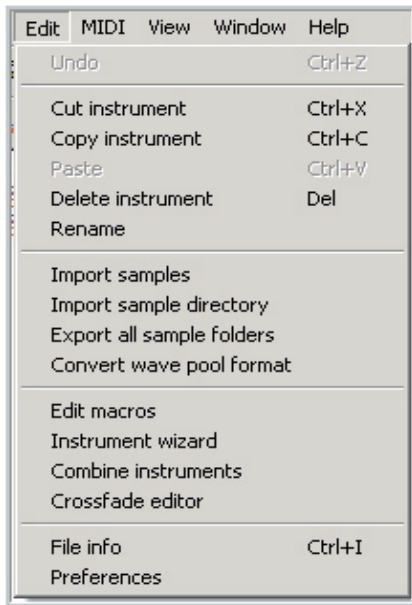 Edit MIDI View Window Help
Undo Ctrl+Z
Cut instrument Ctrl+X
Copy instrument Ctrl+C
Paste Ctrl+V
Delete instrument Del
Rename
Import samples
Import sample directory
Export all sample folders
Convert wave pool format
Edit macros
Instrument wizard
Combine instruments
Crossfade editor
File info Ctrl+I
Preferences